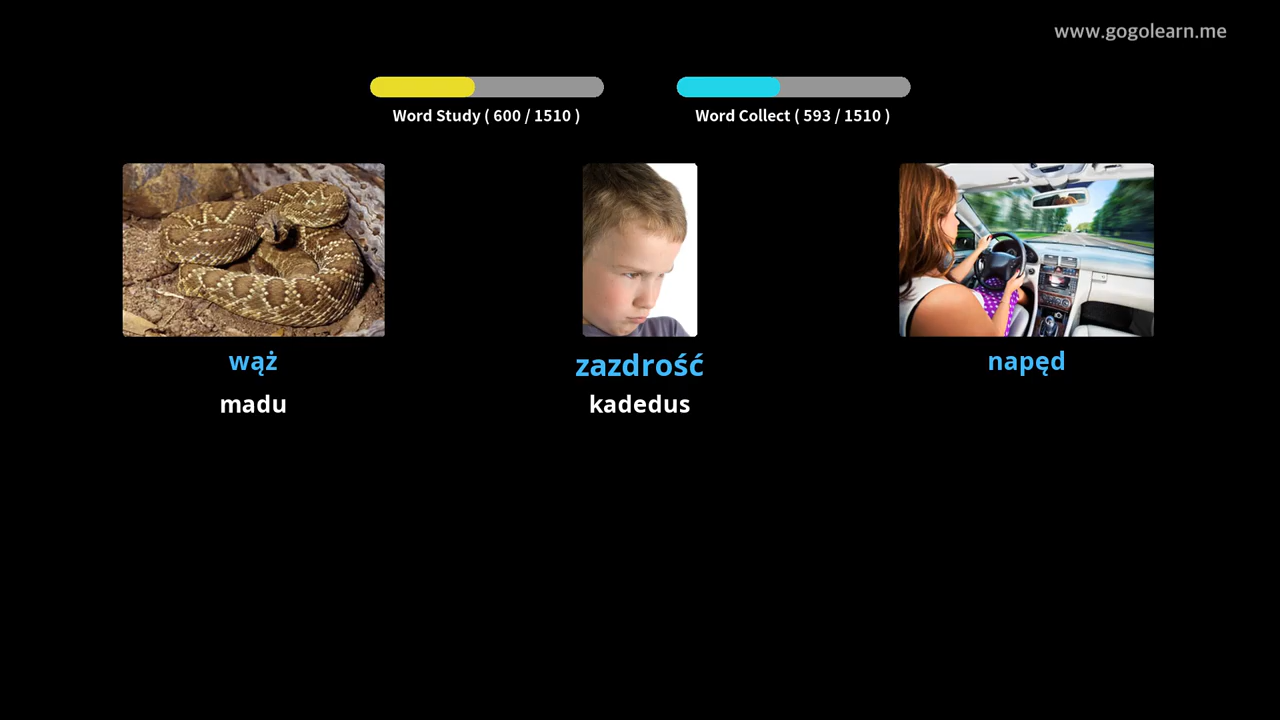 www.gogolearn.me
Word Study ( 600 / 1510 )
Word Collect ( 593 / 1510 )
wąż
zazdrość
napęd
madu
kadedus